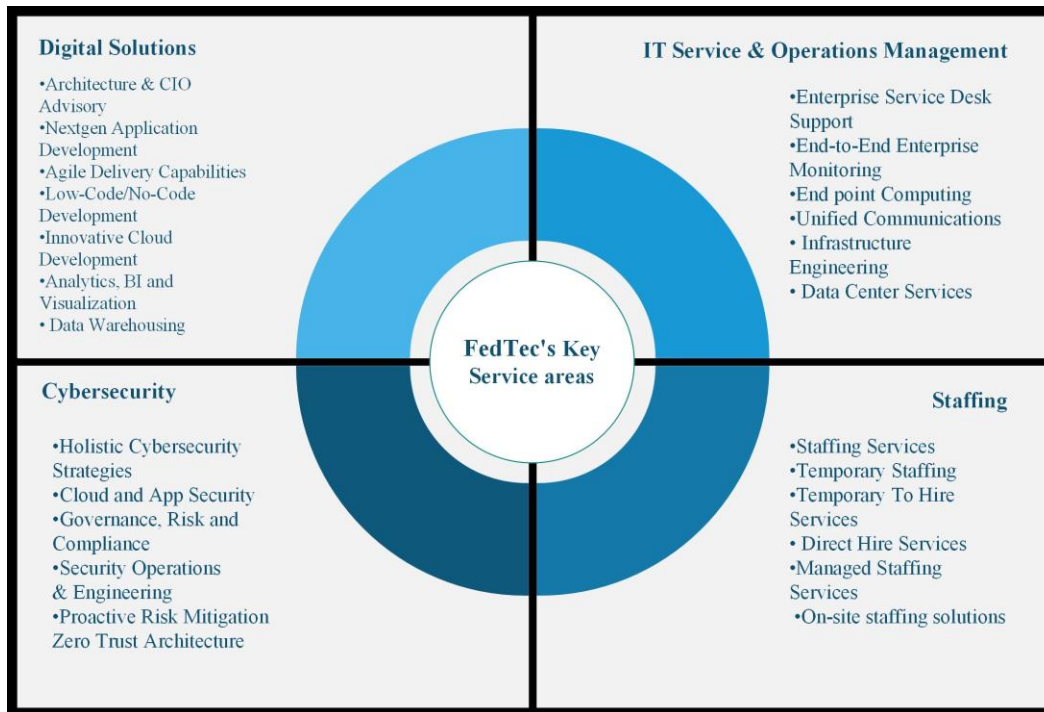 Digital Solutions
•Architecture & CIO
Advisory
•Nextgen Application
Development
•Agile Delivery Capabilities
•Low-Code/No-Code
Development
•Innovative Cloud
Development
•Analytics, BI and
Visualization
• Data Warehousing
IT Service & Operations Management
•Enterprise Service Desk
Support
•End-to-End Enterprise
Monitoring
•End point Computing
•Unified Communications
• Infrastructure
Engineering
• Data Center Services
FedTec's Key
Service areas
Cybersecurity
•Holistic Cybersecurity
Strategies
•Cloud and App Security
•Governance, Risk and
Compliance
•Security Operations
& Engineering
•Proactive Risk Mitigation
Zero Trust Architecture
Staffing
•Staffing Services
•Temporary Staffing
•Temporary To Hire
Services
• Direct Hire Services
•Managed Staffing
Services
•On-site staffing solutions